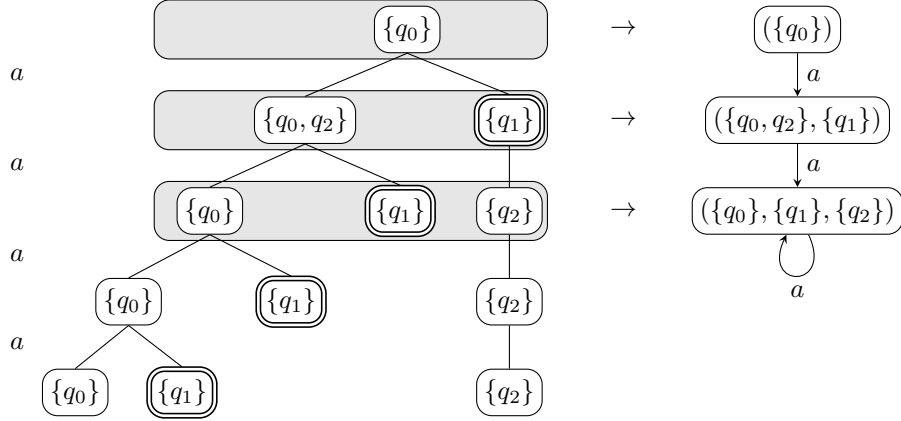 {q₀} → ({q₀})
a a
{q₀, q₂} {q₁} → ({q₀, q₂}, {q₁})
a a
{q₀} {q₁} {q₂} → ({q₀}, {q₁}, {q₂})
a
{q₀} {q₁} {q₂} a
a
{q₀} {q₁} {q₂}